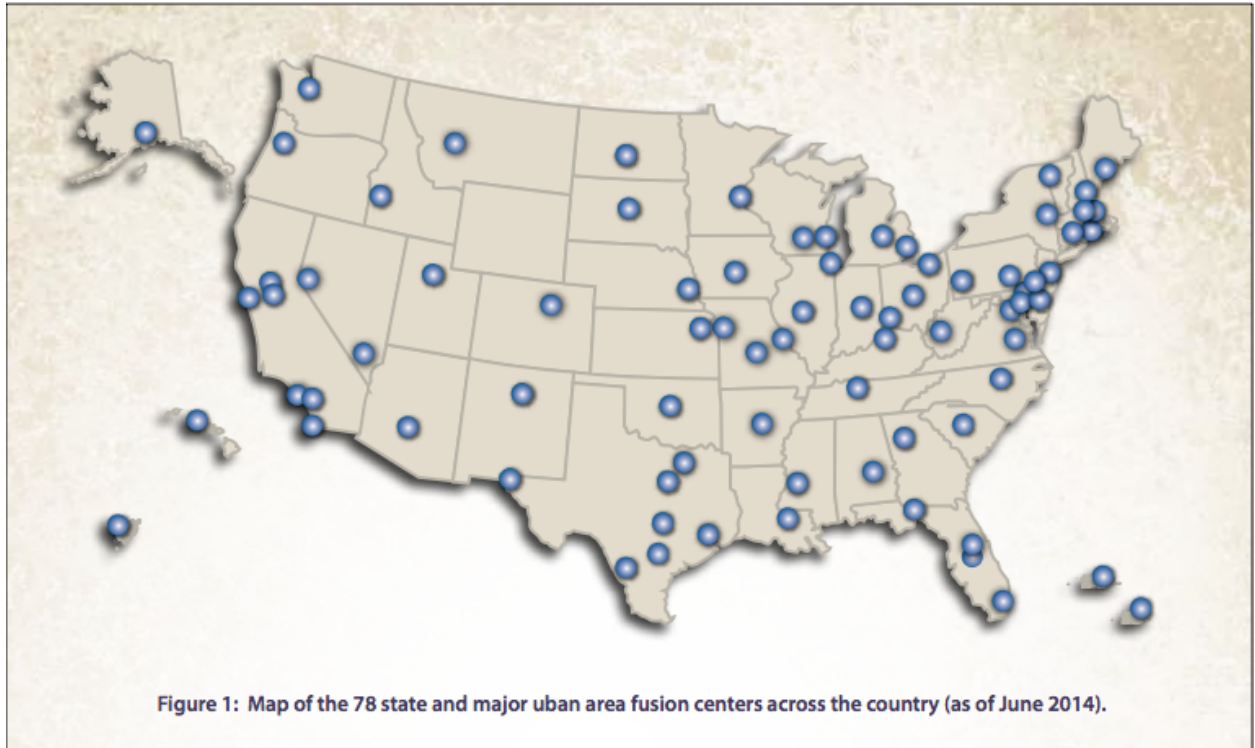 Figure 1:  Map of the 78 state and major uban area fusion centers across the country (as of June 2014).